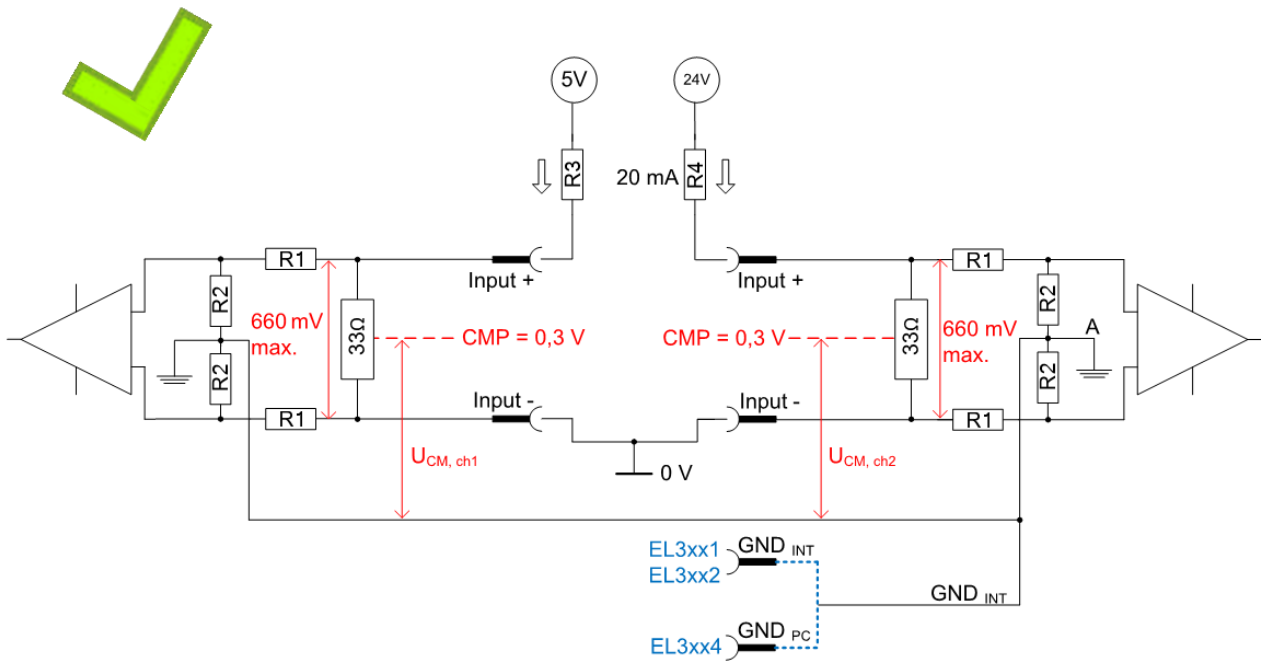 5V
24V
R3
20 mA
R4
R1
R1
Input +
Input +
R2
R2
660 mV
max.
33Ω
CMP = 0,3 V
CMP = 0,3 V
33Ω
660 mV
max.
A
R2
R2
Input -
Input -
R1
R1
UCM, ch1
0 V
UCM, ch2
EL3xx1
GND INT
EL3xx2
GND INT
EL3xx4
GND PC